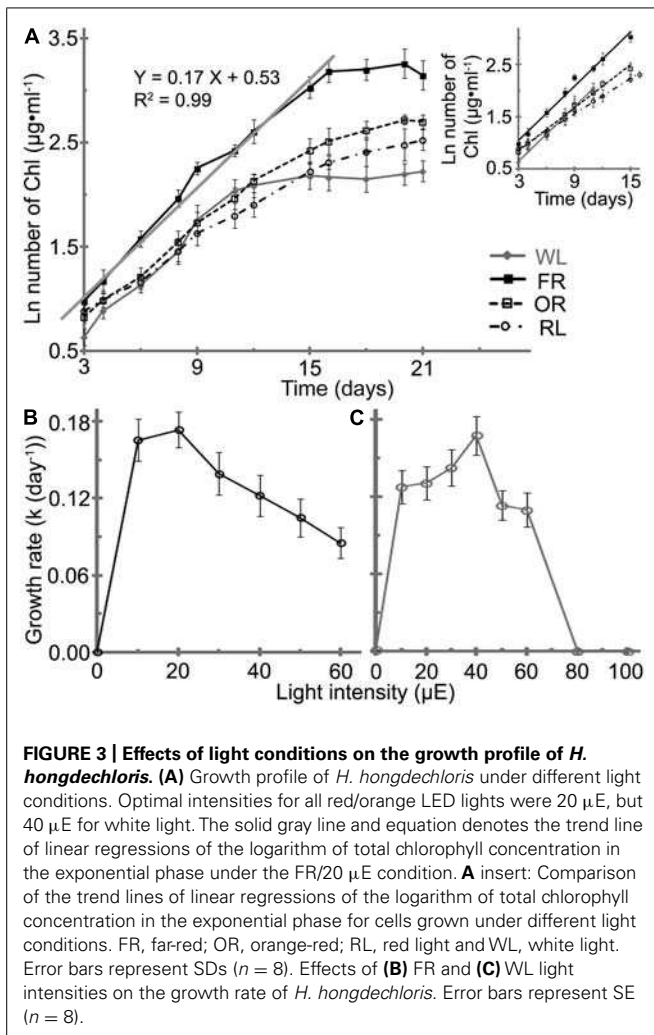 A
3.5
2.5
1.5
0.5
Ln number of Chl (µg•ml⁻¹)
Y = 0.17 X + 0.53
R² = 0.99
3 9 15 21
Time (days)
Ln number of
Chl (µg•ml⁻¹)
2.5
1.5
0.5
3 9 15
Time (days)
WL
FR
OR
RL
B
C
Growth rate (k (day⁻¹))
0.18
0.12
0.06
0.00
0 20 40 60
0 20 40 60 80 100
Light intensity (µE)
FIGURE 3 | Effects of light conditions on the growth profile of H.
hongdechloris. (A) Growth profile of H. hongdechloris under different light
conditions. Optimal intensities for all red/orange LED lights were 20 µE, but
40 µE for white light. The solid gray line and equation denotes the trend line
of linear regressions of the logarithm of total chlorophyll concentration in
the exponential phase under the FR/20 µE condition. A insert: Comparison
of the trend lines of linear regressions of the logarithm of total chlorophyll
concentration in the exponential phase for cells grown under different light
conditions. FR, far-red; OR, orange-red; RL, red light and WL, white light.
Error bars represent SDs (n = 8). Effects of (B) FR and (C) WL light
intensities on the growth rate of H. hongdechloris. Error bars represent SE
(n = 8).